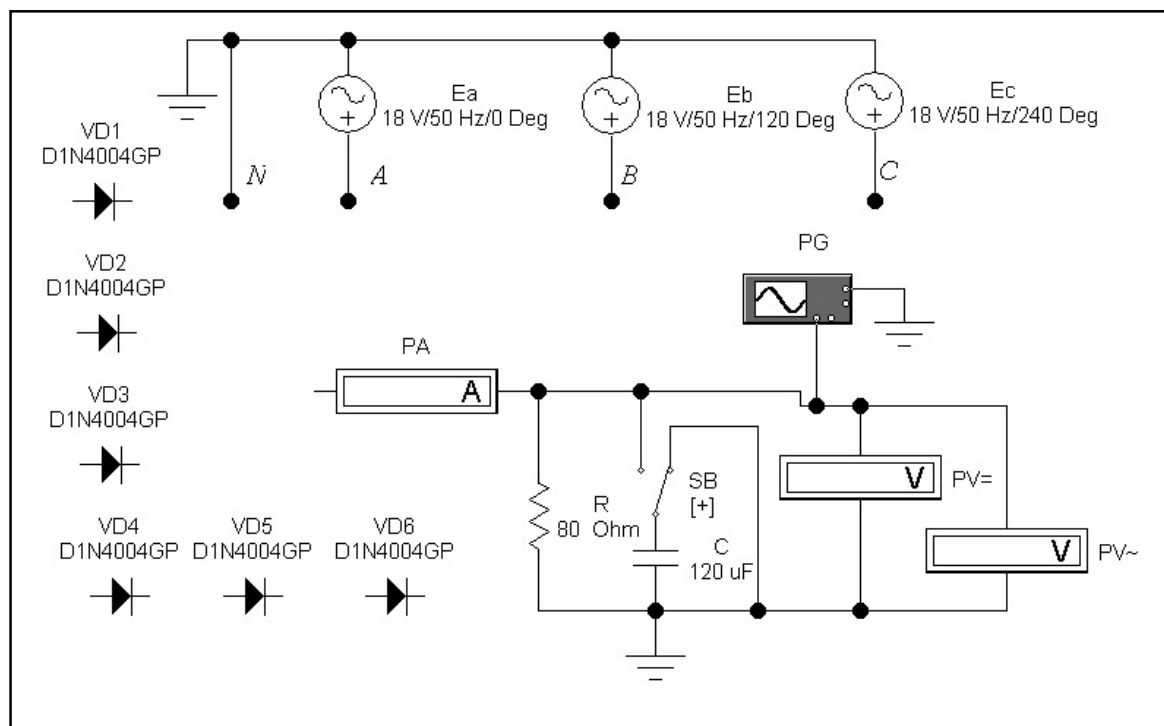 Ea
18 V/50 Hz/0 Deg
Eb
18 V/50 Hz/120 Deg
Ec
18 V/50 Hz/240 Deg
VD1
D1N4004GP
N
A
B
C
VD2
D1N4004GP
PG
VD3
D1N4004GP
PA
A
V
PV=
R
80 Ohm
SB
[+]
C
120 uF
V
PV~
VD4
D1N4004GP
VD5
D1N4004GP
VD6
D1N4004GP